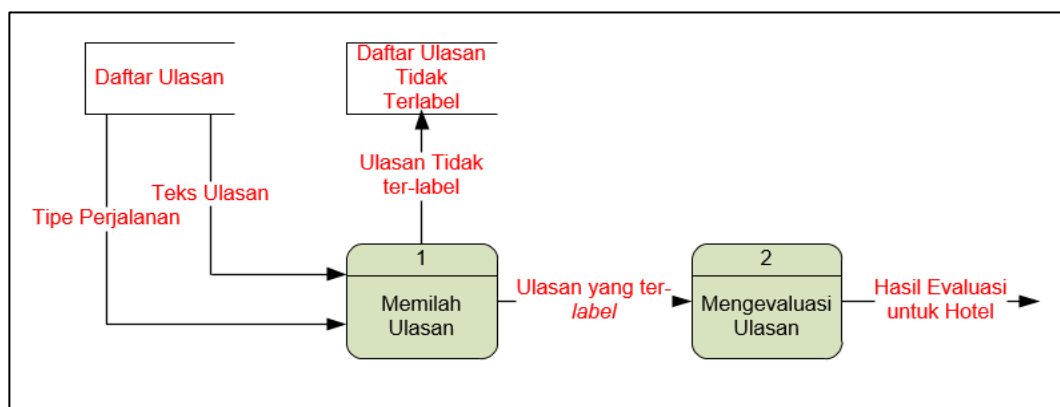 Daftar Ulasan
Daftar Ulasan
Tidak
Terlabel
Ulasan Tidak
ter-label
Teks Ulasan
Tipe Perjalanan
1
Memilah
Ulasan
Ulasan yang ter-
label
2
Mengevaluasi
Ulasan
Hasil Evaluasi
untuk Hotel